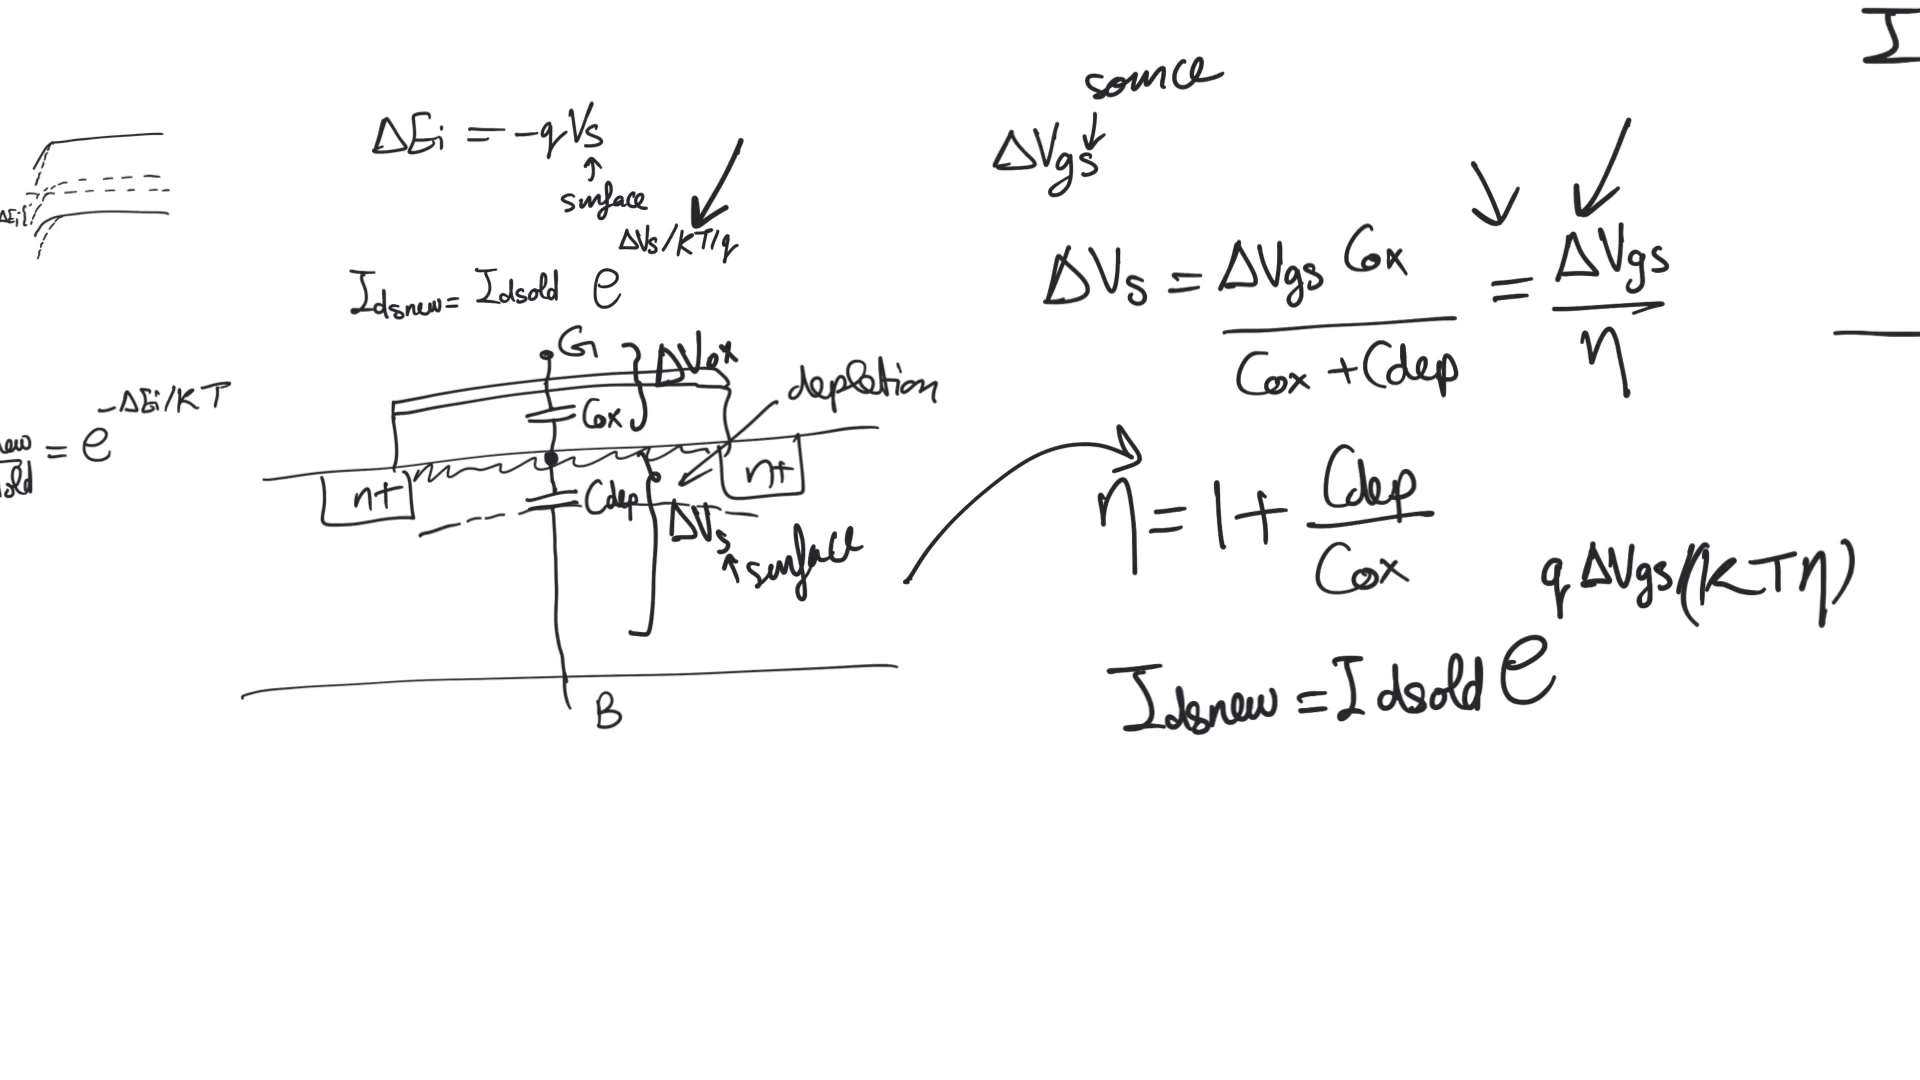 I
source
ΔEi = -qVs
ΔVgs
surface
ΔEi
ΔVs/KT/q
ΔVs = ΔVgs Cox / Cox + Cdep = ΔVgs / η
Idsnew = Idsold e
G
ΔVox
depletion
-ΔEi/KT
= e
Cox
n+
n+
Cdep
ΔVs
surface
η = 1 + Cdep / Cox
qΔVgs/(KTη)
Idsnew = Idsold e
B